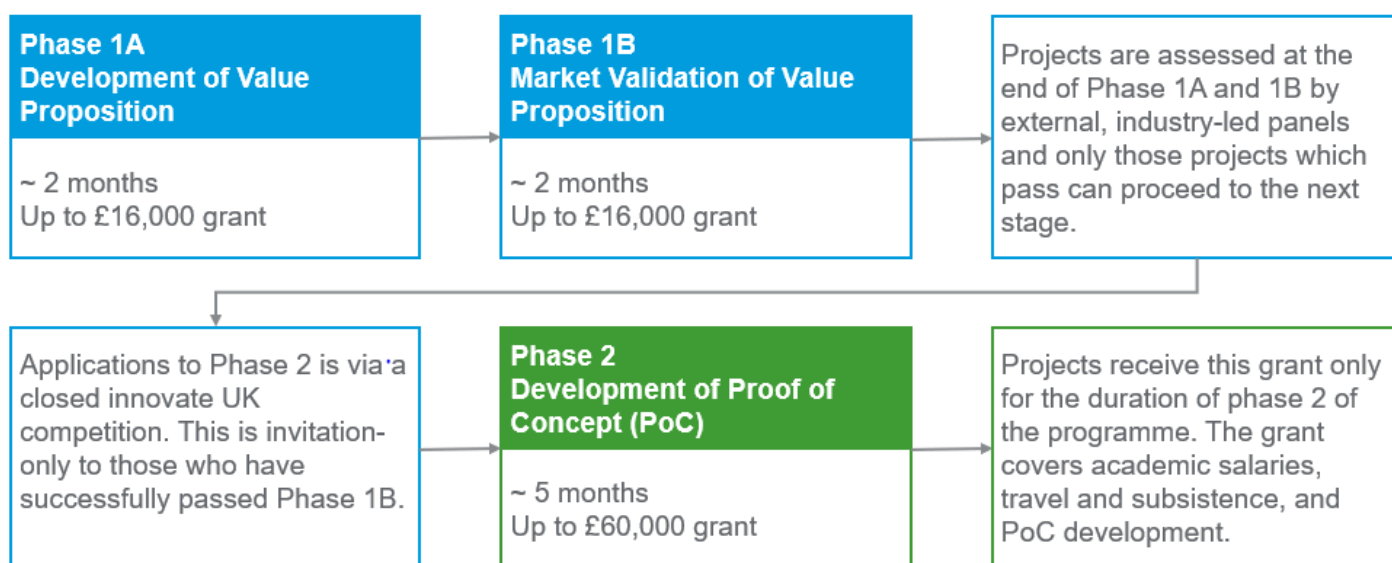 Phase 1A
Development of Value
Proposition
~ 2 months
Up to £16,000 grant
Phase 1B
Market Validation of Value
Proposition
~ 2 months
Up to £16,000 grant
Projects are assessed at the
end of Phase 1A and 1B by
external, industry-led panels
and only those projects which
pass can proceed to the next
stage.
Applications to Phase 2 is via a
closed innovate UK
competition. This is invitation-
only to those who have
successfully passed Phase 1B.
Phase 2
Development of Proof of
Concept (PoC)
~ 5 months
Up to £60,000 grant
Projects receive this grant only
for the duration of phase 2 of
the programme. The grant
covers academic salaries,
travel and subsistence, and
PoC development.